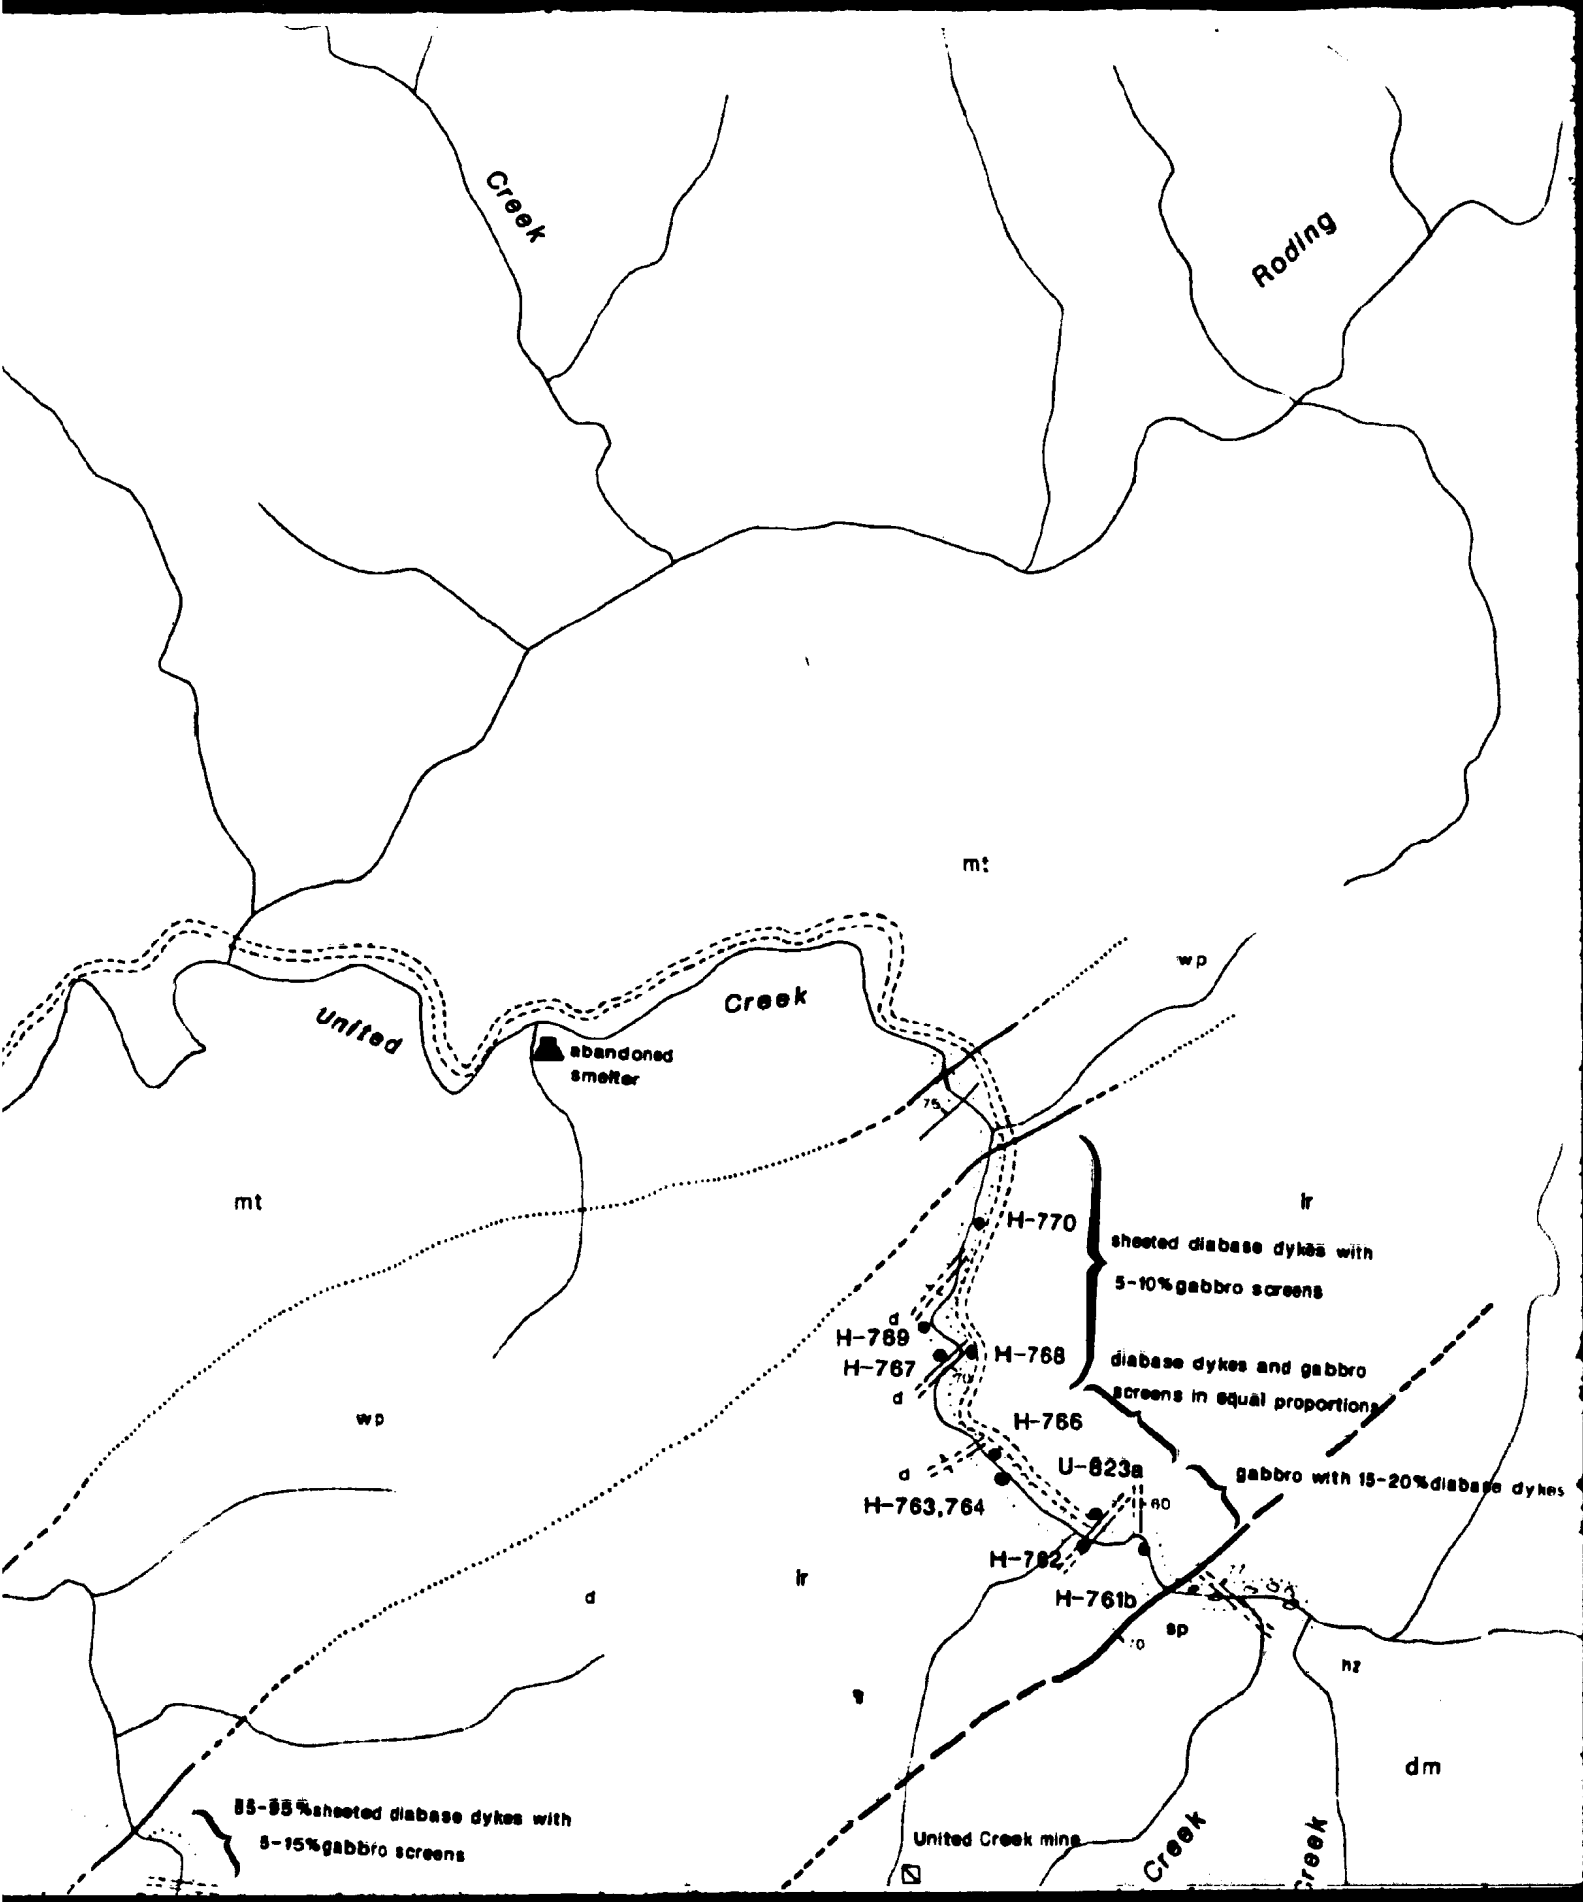 Creek
Roding
mt
wp
Creek
United
abandoned
smelter
75
mt
lr
H-770
sheeted diabase dykes with
5-10% gabbro screens
d
H-769
H-768
H-767
70
d
diabase dykes and gabbro
screens in equal proportions
wp
H-766
U-823a
d
gabbro with 15-20% diabase dykes
H-763,764
60
H-762
lr
d
H-761b
sp
70
hz
dm
85-95% sheeted diabase dykes with
5-15% gabbro screens
United Creek mine
Creek
Creek